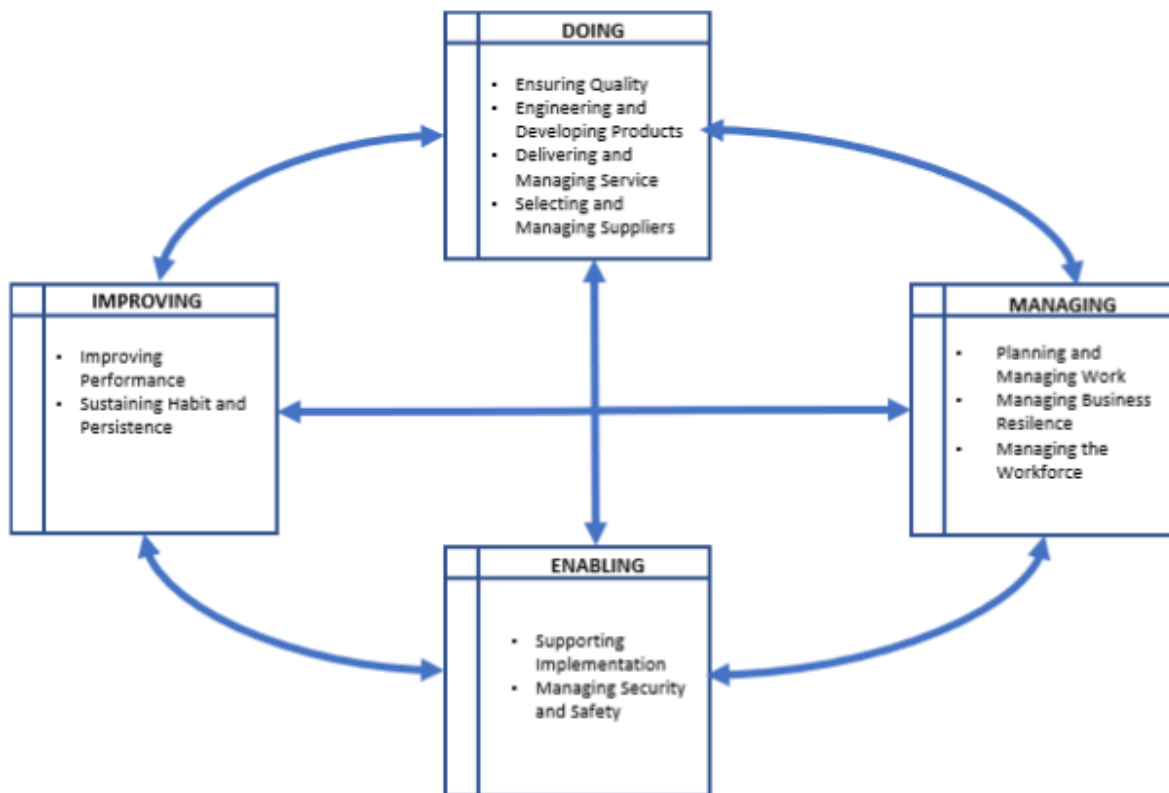 DOING
▪ Ensuring Quality
▪ Engineering and
Developing Products
▪ Delivering and
Managing Service
▪ Selecting and
Managing Suppliers
IMPROVING
▪ Improving
Performance
▪ Sustaining Habit and
Persistence
MANAGING
▪ Planning and
Managing Work
▪ Managing Business
Resilence
▪ Managing the
Workforce
ENABLING
▪ Supporting
Implementation
▪ Managing Security
and Safety